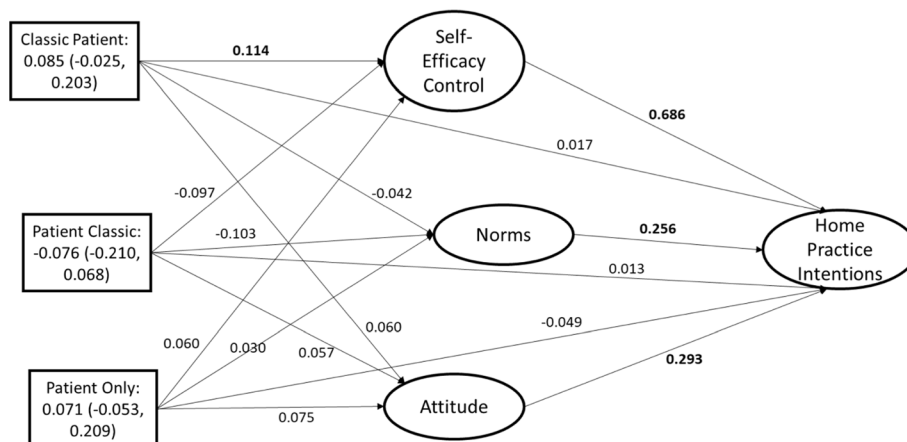 Classic Patient:
0.085 (-0.025,
0.203)
0.114
Self-
Efficacy
Control
0.686
0.017
-0.097
-0.042
Patient Classic:
-0.076 (-0.210,
0.068)
-0.103
Norms
0.256
Home
Practice
Intentions
0.013
0.060
0.030
0.057
0.060
-0.049
0.293
Patient Only:
0.071 (-0.053,
0.209)
0.075
Attitude